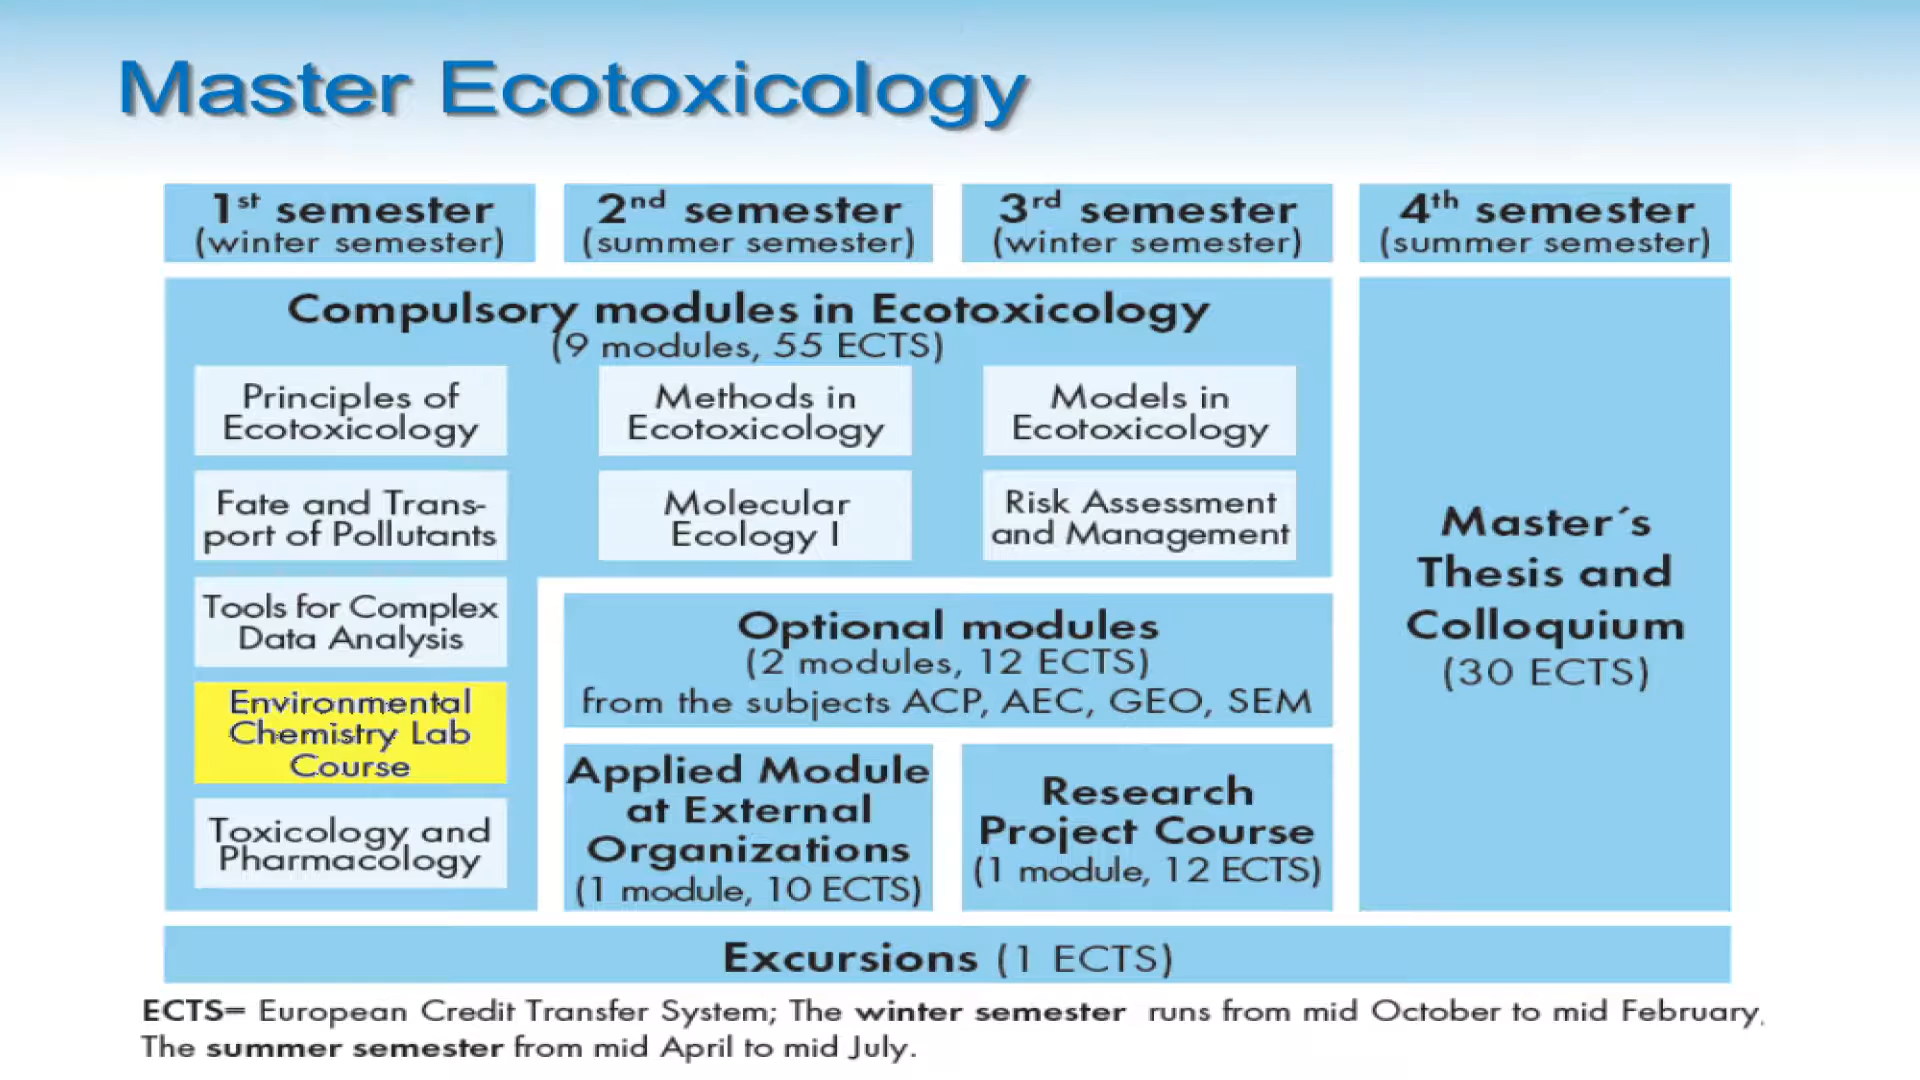 Master Ecotoxicology
1st semester
(winter semester)
2nd semester
(summer semester)
3rd semester
(winter semester)
4th semester
(summer semester)
Compulsory modules in Ecotoxicology
(9 modules, 55 ECTS)
Principles of
Ecotoxicology
Methods in
Ecotoxicology
Models in
Ecotoxicology
Fate and Trans-
port of Pollutants
Molecular
Ecology I
Risk Assessment
and Management
Tools for Complex
Data Analysis
Environmental
Chemistry Lab
Course
Toxicology and
Pharmacology
Optional modules
(2 modules, 12 ECTS)
from the subjects ACP, AEC, GEO, SEM
Applied Module
at External
Organizations
(1 module, 10 ECTS)
Research
Project Course
(1 module, 12 ECTS)
Master´s
Thesis and
Colloquium
(30 ECTS)
Excursions (1 ECTS)
ECTS= European Credit Transfer System; The winter semester runs from mid October to mid February.
The summer semester from mid April to mid July.